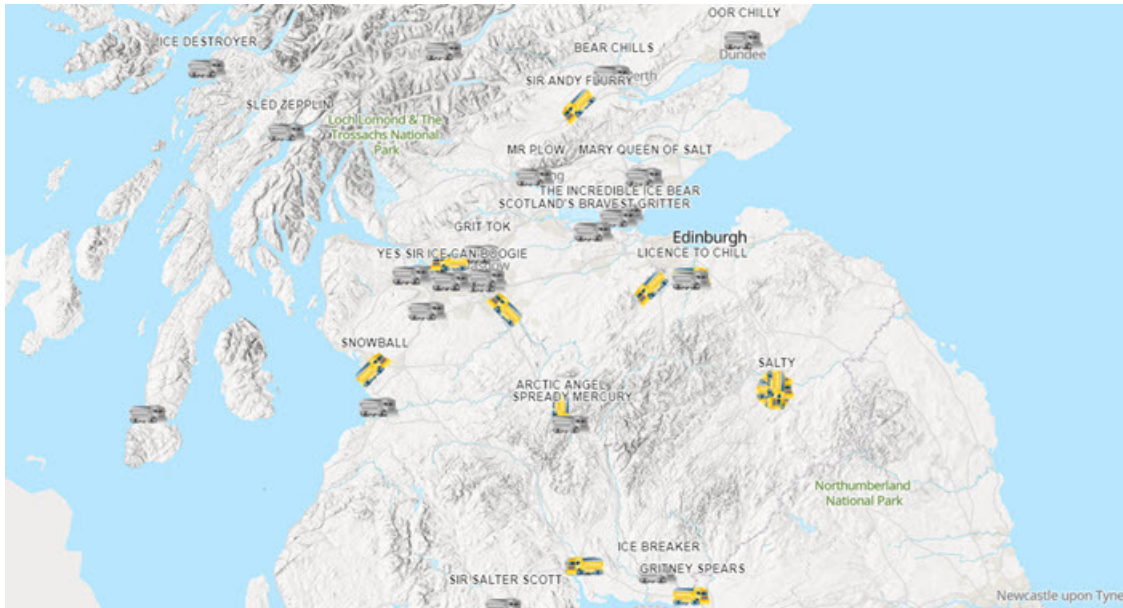 OOR CHILLY
ICE DESTROYER
BEAR CHILLS
Dundee
erth
SIR ANDY FLURRY
SLED ZEPPLIN
Loch Lomond & The
Trossachs National
Park
MR PLOW
MARY QUEEN OF SALT
ng
THE INCREDIBLE ICE BEAR
SCOTLAND'S BRAVEST GRITTER
GRIT TOK
Edinburgh
YES SIR ICE CAN BOOGIE
LICENCE TO CHILL
ow
SNOWBALL
SALTY
ARCTIC ANGEL
SPREADY MERCURY
Northumberland
National Park
ICE BREAKER
GRITNEY SPEARS
SIR SALTER SCOTT
Newcastle upon Tyne